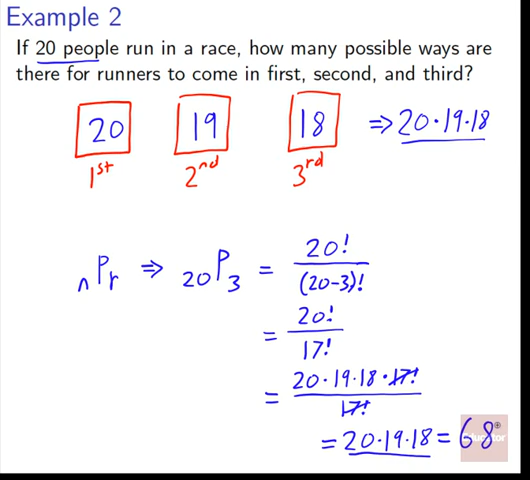 Example 2
If 20 people run in a race, how many possible ways are
there for runners to come in first, second, and third?
20 19 18 ⇒ 20·19·18
1st 2nd 3rd
nPr ⇒ 20P3 = 20! / (20-3)!
= 20! / 17!
= 20·19·18·17! / 17!
= 20·19·18 = 68